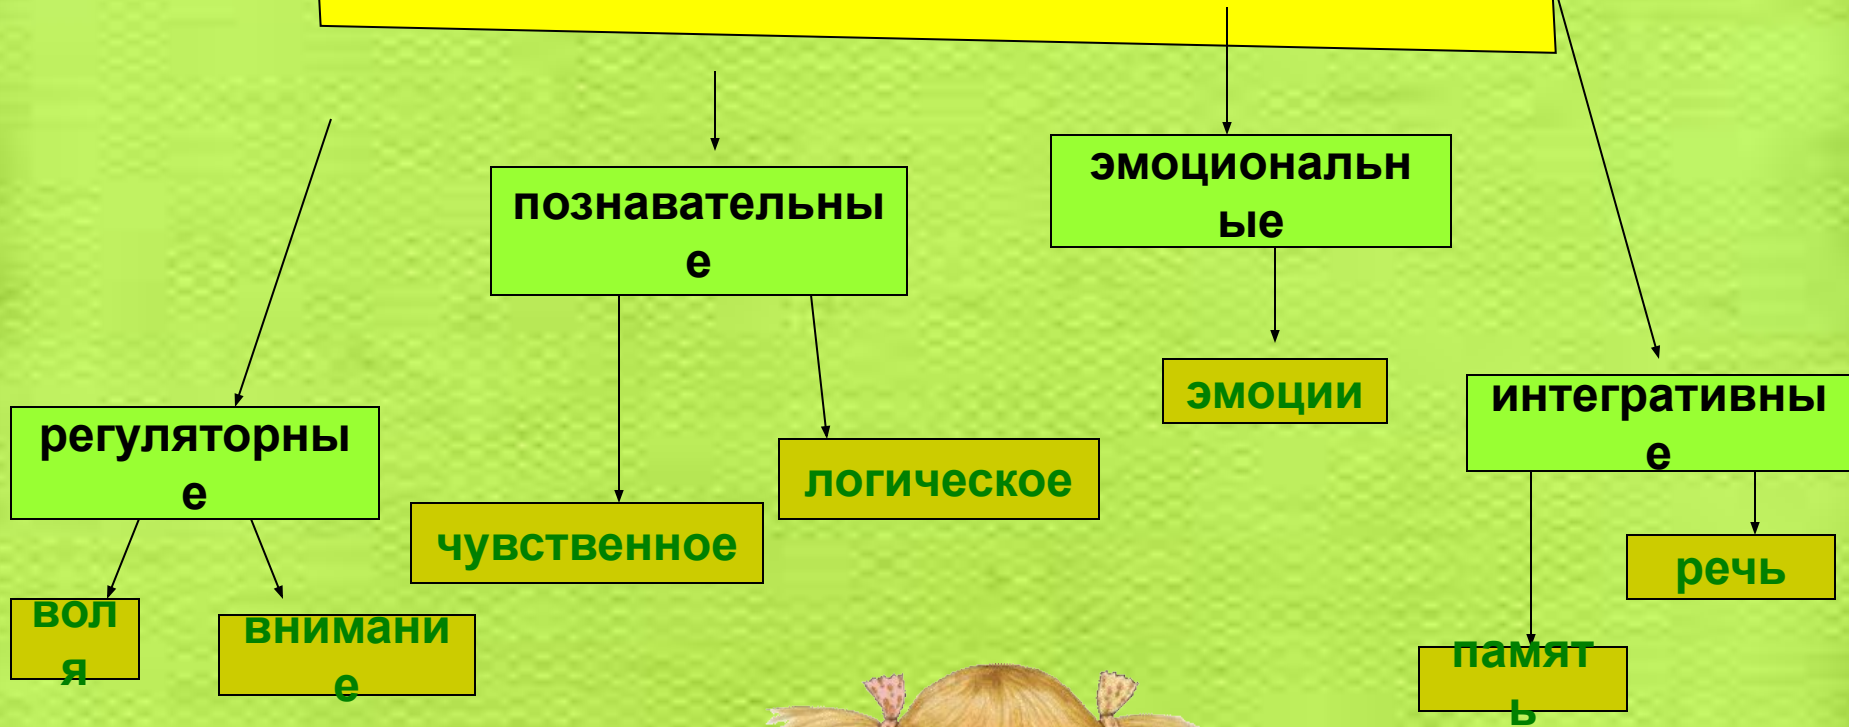 эмоциональн
ые
познавательны
е
интегративны
е
регуляторны
е
эмоции
логическое
чувственное
речь
вол
я
внимани
е
памят
ь